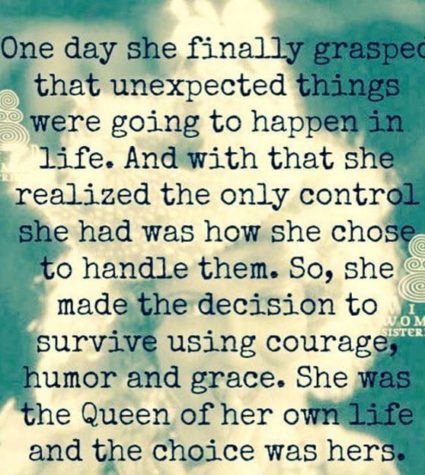 One day she finally grasped
that unexpected things
were going to happen in
life. And with that she
realized the only control
she had was how she chose
to handle them. So, she
made the decision to
survive using courage,
humor and grace. She was
the Queen of her own life
and the choice was hers.